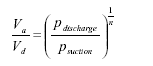 V_a / V_d = ( p_discharge / p_suction )^(1/n)